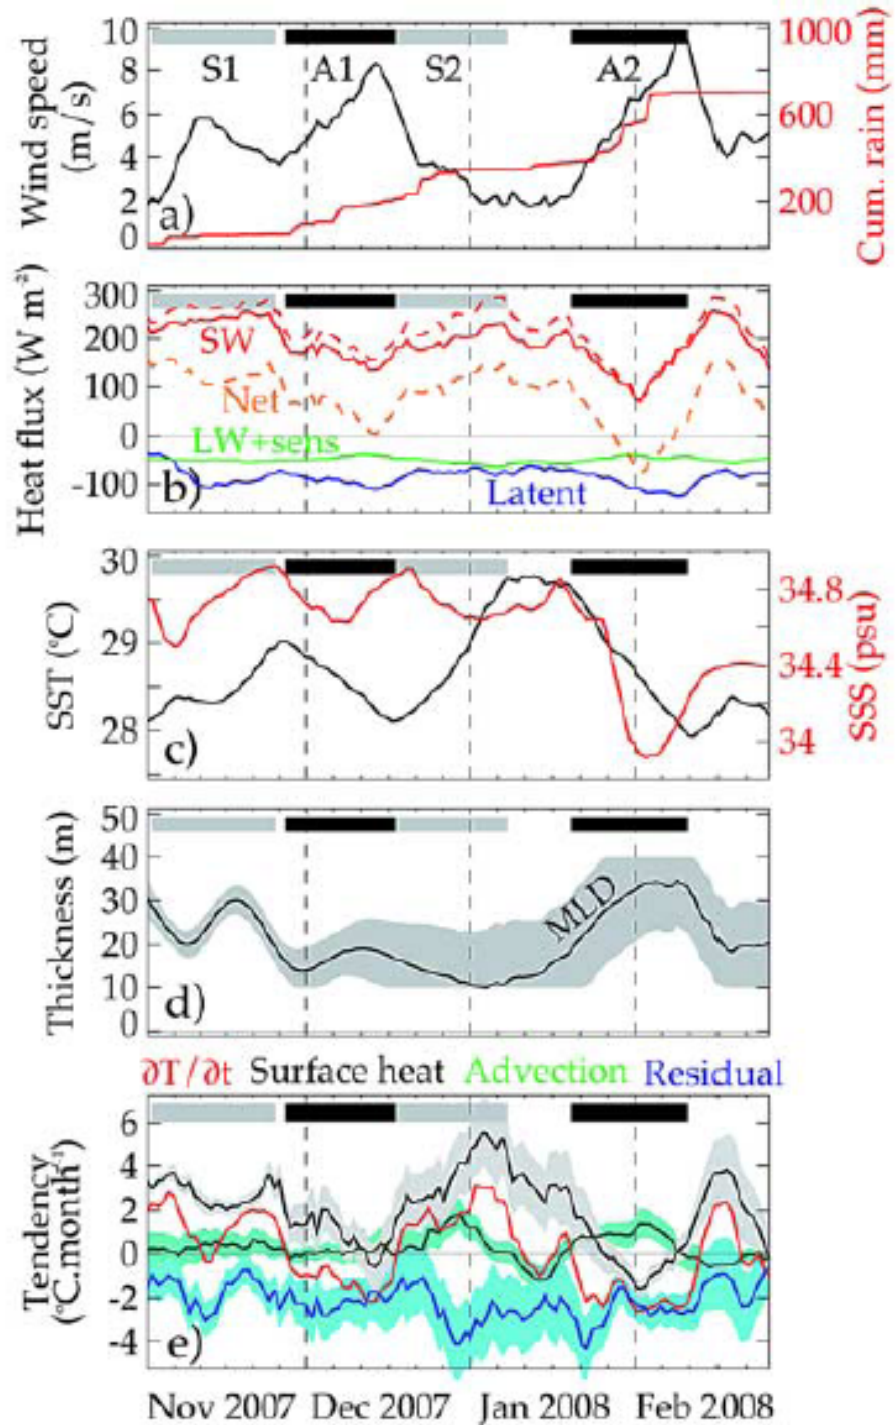 10 1000
S1 A1 S2 A2
8
6 600
4
2 200
0
a)
Wind speed
(m/s)
Cum. rain (mm)
300
200 SW
100 Net
0
LW+sens
-100 Latent
b)
Heat flux (W m²)
30
34.8
29
34.4
28
34
c)
SST (°C)
SSS (psu)
50
40
30 MLD
20
10
0
d)
Thickness (m)
∂T/∂t Surface heat Advection Residual
6
4
2
0
-2
-4
e)
Tendency
(°C.month⁻¹)
Nov 2007 Dec 2007 Jan 2008 Feb 2008